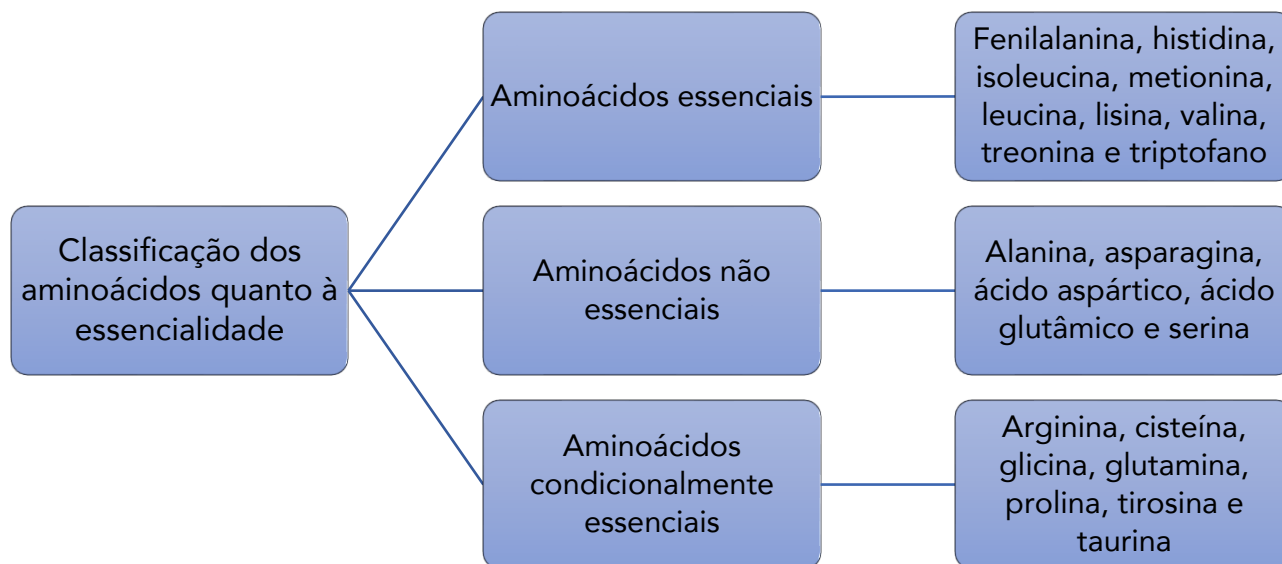 Classificação dos
aminoácidos quanto à
essencialidade
Aminoácidos essenciais
Fenilalanina, histidina,
isoleucina, metionina,
leucina, lisina, valina,
treonina e triptofano
Aminoácidos não
essenciais
Alanina, asparagina,
ácido aspártico, ácido
glutâmico e serina
Aminoácidos
condicionalmente
essenciais
Arginina, cisteína,
glicina, glutamina,
prolina, tirosina e
taurina